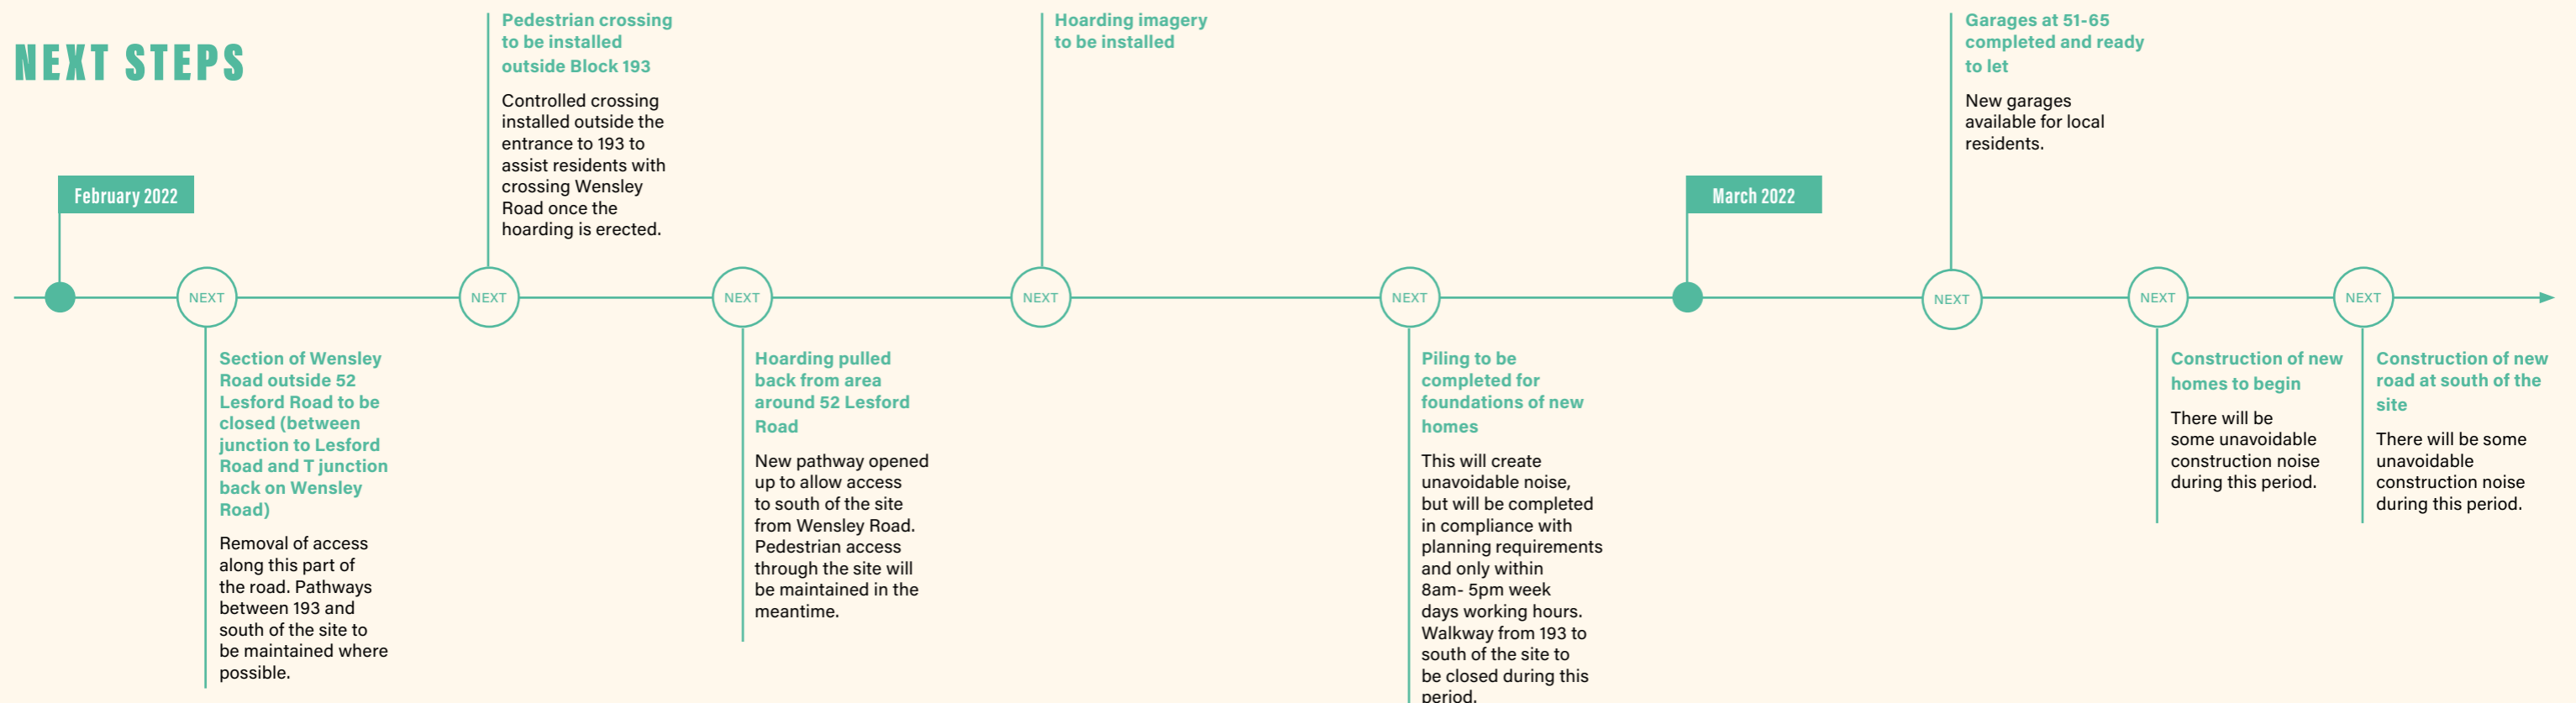 NEXT STEPS
February 2022
NEXT
Section of Wensley
Road outside 52
Lesford Road to be
closed (between
junction to Lesford
Road and T junction
back on Wensley
Road)
Removal of access
along this part of
the road. Pathways
between 193 and
south of the site to
be maintained where
possible.
Pedestrian crossing
to be installed
outside Block 193
Controlled crossing
installed outside the
entrance to 193 to
assist residents with
crossing Wensley
Road once the
hoarding is erected.
NEXT
NEXT
Hoarding pulled
back from area
around 52 Lesford
Road
New pathway opened
up to allow access
to south of the site
from Wensley Road.
Pedestrian access
through the site will
be maintained in the
meantime.
Hoarding imagery
to be installed
NEXT
NEXT
Piling to be
completed for
foundations of new
homes
This will create
unavoidable noise,
but will be completed
in compliance with
planning requirements
and only within
8am- 5pm week
days working hours.
Walkway from 193 to
south of the site to
be closed during this
period.
March 2022
Garages at 51-65
completed and ready
to let
New garages
available for local
residents.
NEXT
NEXT
Construction of new
homes to begin
There will be
some unavoidable
construction noise
during this period.
NEXT
Construction of new
road at south of the
site
There will be some
unavoidable
construction noise
during this period.